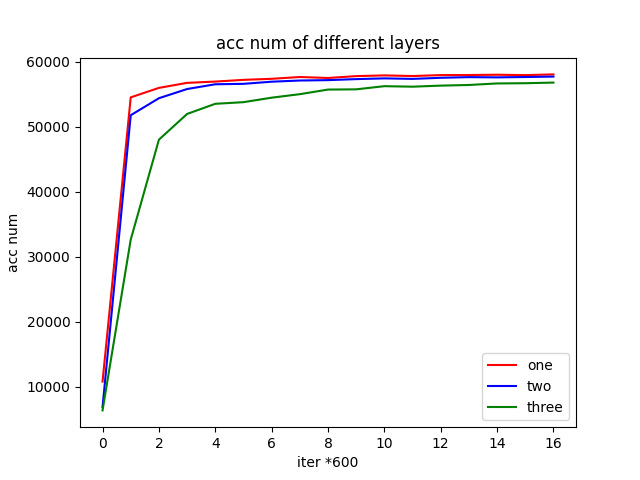 acc num of different layers
60000
50000
40000
30000
20000
10000
acc num
0 2 4 6 8 10 12 14 16
iter *600
one
two
three